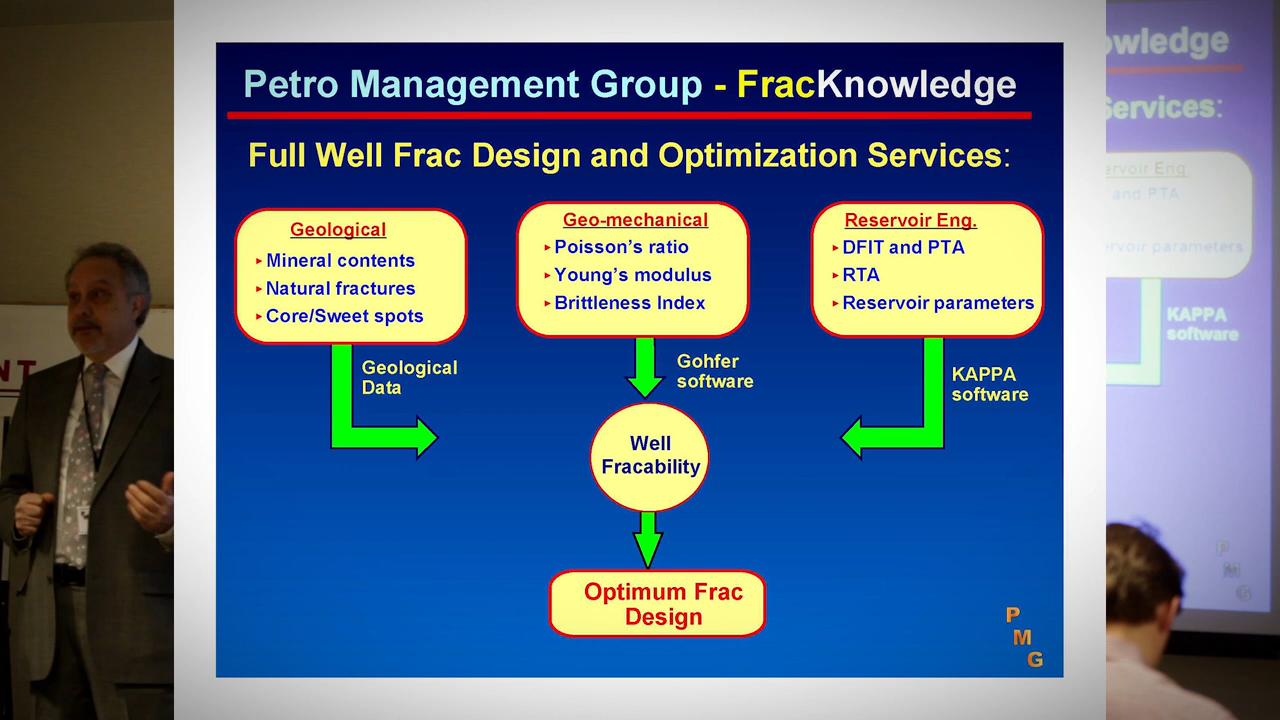 Petro Management Group - FracKnowledge
Full Well Frac Design and Optimization Services:
Geological
Mineral contents
Natural fractures
Core/Sweet spots
Geo-mechanical
Poisson's ratio
Young's modulus
Brittleness Index
Reservoir Eng.
DFIT and PTA
RTA
Reservoir parameters
Geological
Data
Gohfer
software
KAPPA
software
Well
Fracability
Optimum Frac
Design
P
M
G
NT
owledge
Services:
ervoir Eng
and PTA
ervoir parameters
KAPPA
software
P
M
G